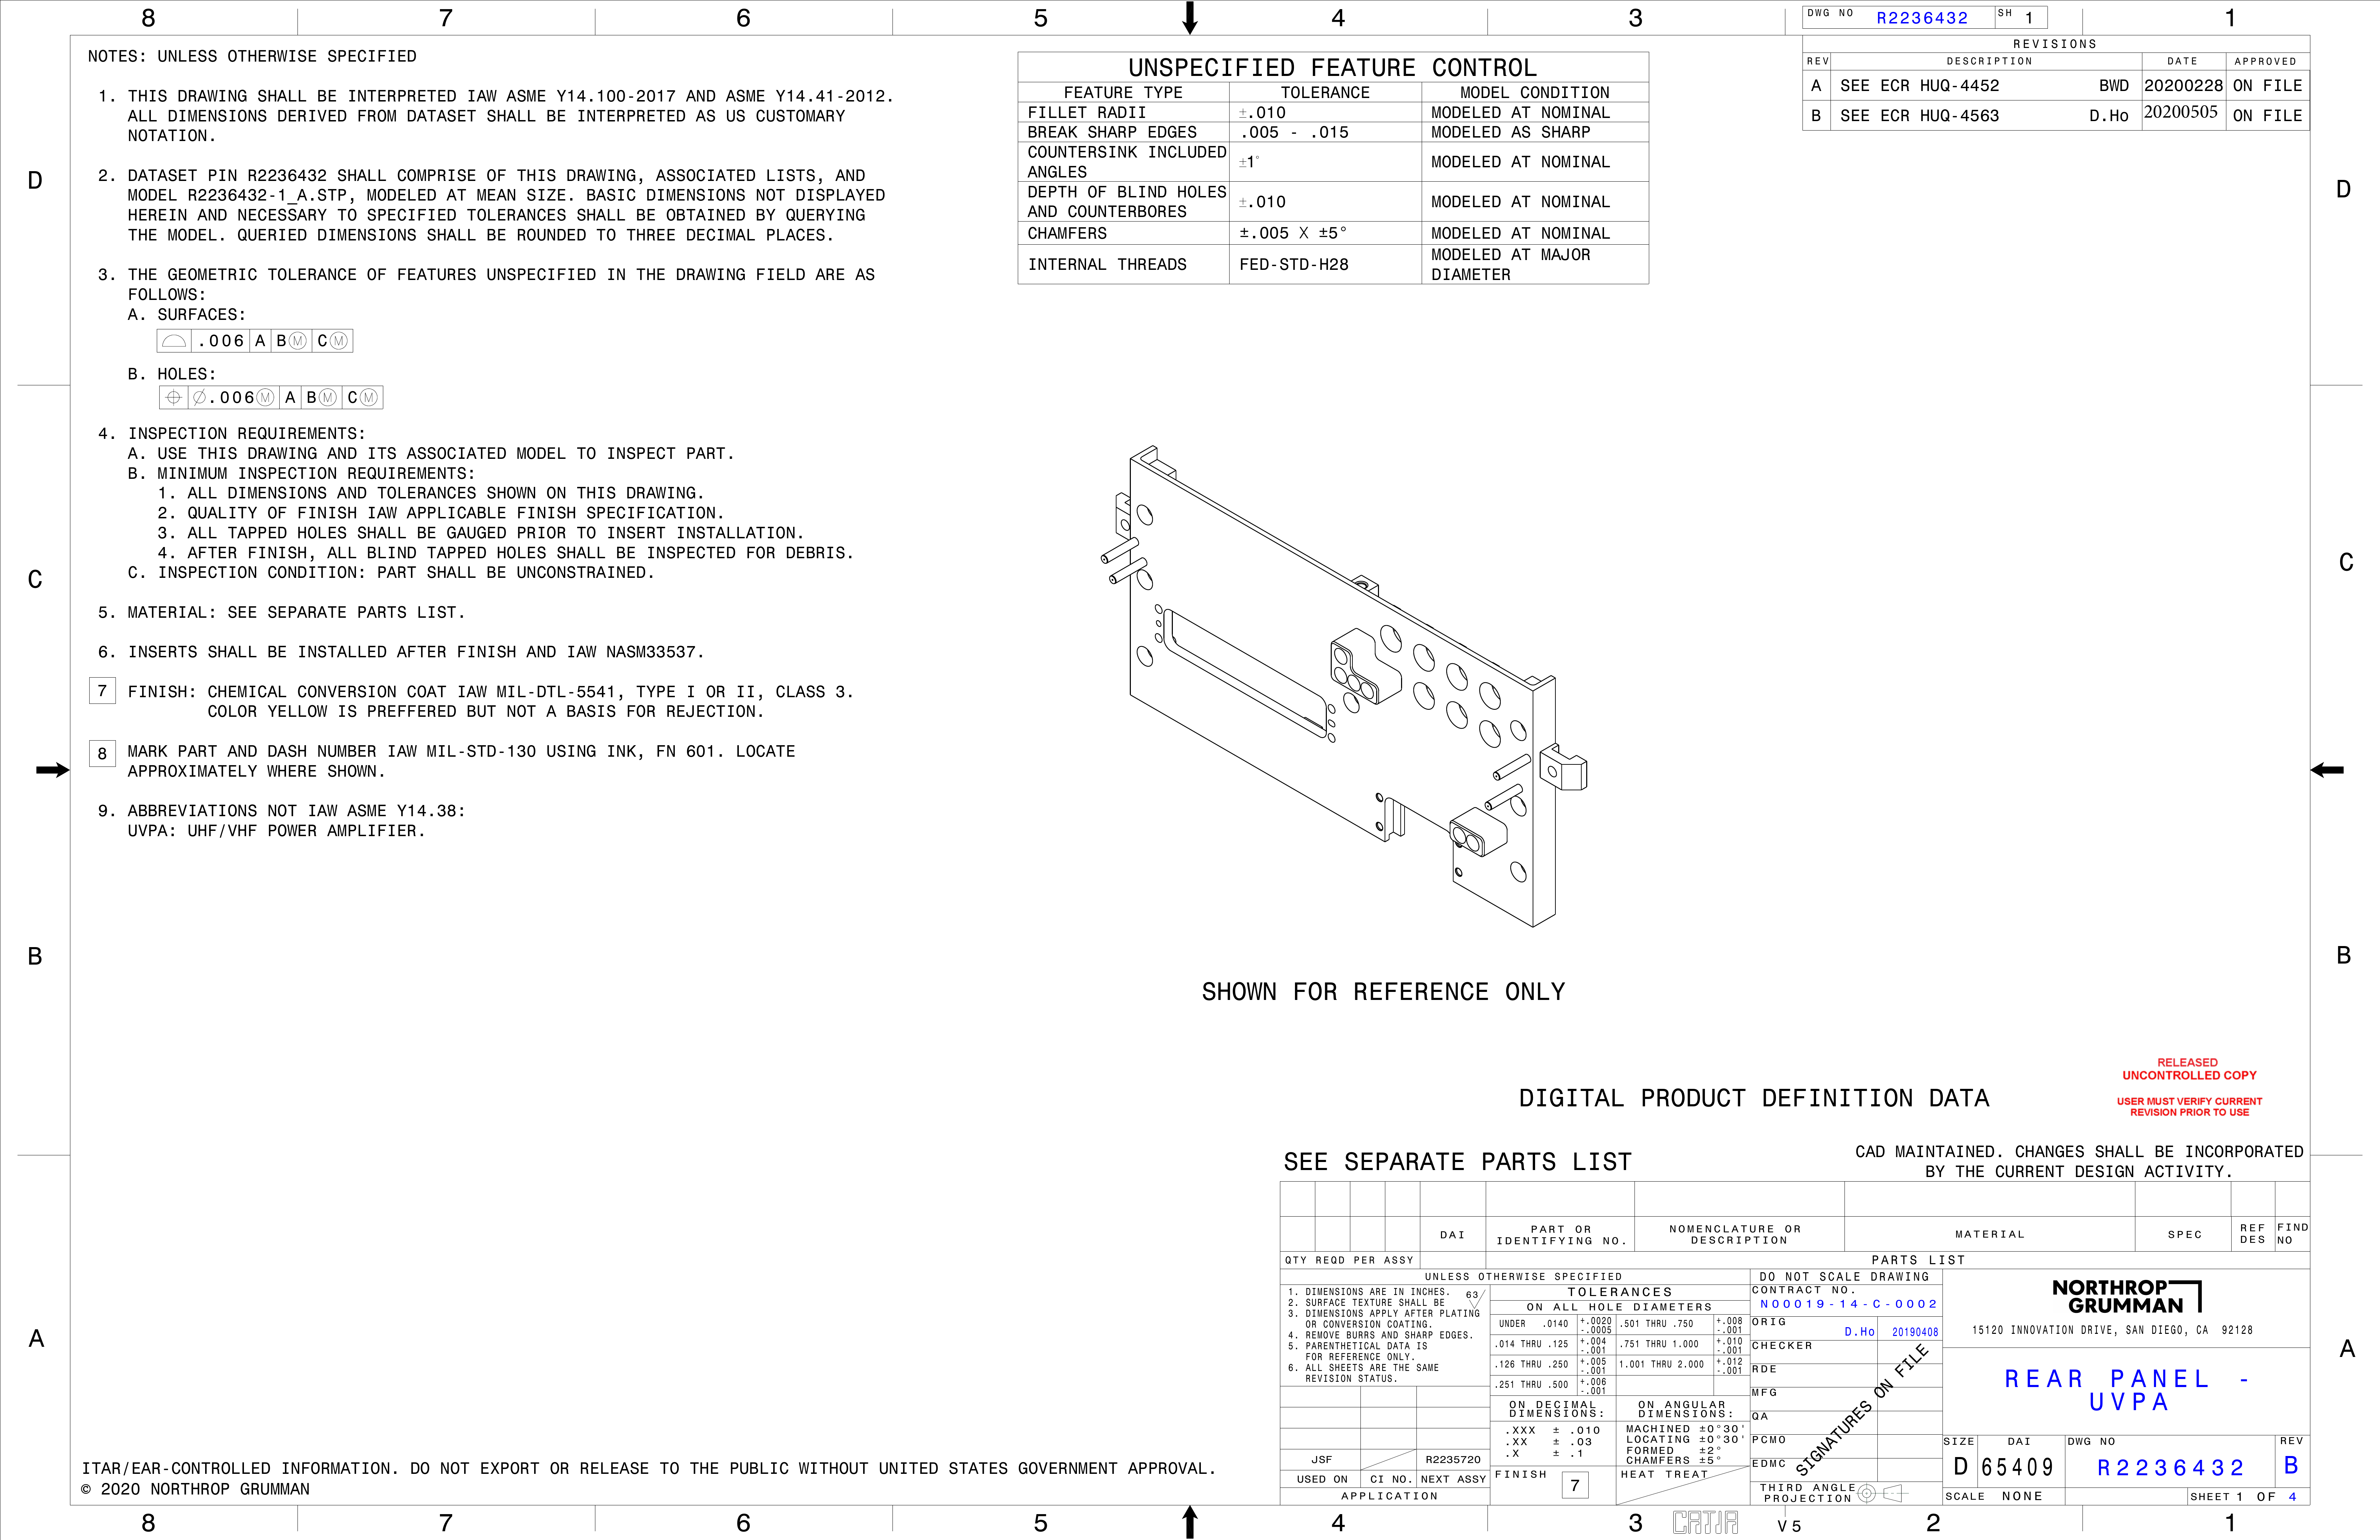 8 7 6 5 4 3 1
DWG NO R2236432 SH 1
NOTES: UNLESS OTHERWISE SPECIFIED
1. THIS DRAWING SHALL BE INTERPRETED IAW ASME Y14.100-2017 AND ASME Y14.41-2012.
ALL DIMENSIONS DERIVED FROM DATASET SHALL BE INTERPRETED AS US CUSTOMARY
NOTATION.
2. DATASET PIN R2236432 SHALL COMPRISE OF THIS DRAWING, ASSOCIATED LISTS, AND
MODEL R2236432-1_A.STP, MODELED AT MEAN SIZE. BASIC DIMENSIONS NOT DISPLAYED
HEREIN AND NECESSARY TO SPECIFIED TOLERANCES SHALL BE OBTAINED BY QUERYING
THE MODEL. QUERIED DIMENSIONS SHALL BE ROUNDED TO THREE DECIMAL PLACES.
3. THE GEOMETRIC TOLERANCE OF FEATURES UNSPECIFIED IN THE DRAWING FIELD ARE AS
FOLLOWS:
A. SURFACES:
⌓ .006 A BⓂ CⓂ
B. HOLES:
⌖ ∅.006Ⓜ A BⓂ CⓂ
4. INSPECTION REQUIREMENTS:
A. USE THIS DRAWING AND ITS ASSOCIATED MODEL TO INSPECT PART.
B. MINIMUM INSPECTION REQUIREMENTS:
1. ALL DIMENSIONS AND TOLERANCES SHOWN ON THIS DRAWING.
2. QUALITY OF FINISH IAW APPLICABLE FINISH SPECIFICATION.
3. ALL TAPPED HOLES SHALL BE GAUGED PRIOR TO INSERT INSTALLATION.
4. AFTER FINISH, ALL BLIND TAPPED HOLES SHALL BE INSPECTED FOR DEBRIS.
C. INSPECTION CONDITION: PART SHALL BE UNCONSTRAINED.
5. MATERIAL: SEE SEPARATE PARTS LIST.
6. INSERTS SHALL BE INSTALLED AFTER FINISH AND IAW NASM33537.
7 FINISH: CHEMICAL CONVERSION COAT IAW MIL-DTL-5541, TYPE I OR II, CLASS 3.
COLOR YELLOW IS PREFFERED BUT NOT A BASIS FOR REJECTION.
8 MARK PART AND DASH NUMBER IAW MIL-STD-130 USING INK, FN 601. LOCATE
APPROXIMATELY WHERE SHOWN.
9. ABBREVIATIONS NOT IAW ASME Y14.38:
UVPA: UHF/VHF POWER AMPLIFIER.
UNSPECIFIED FEATURE CONTROL
FEATURE TYPE TOLERANCE MODEL CONDITION
FILLET RADII ±.010 MODELED AT NOMINAL
BREAK SHARP EDGES .005 - .015 MODELED AS SHARP
COUNTERSINK INCLUDED
ANGLES ±1° MODELED AT NOMINAL
DEPTH OF BLIND HOLES
AND COUNTERBORES ±.010 MODELED AT NOMINAL
CHAMFERS ±.005 X ±5° MODELED AT NOMINAL
INTERNAL THREADS FED-STD-H28 MODELED AT MAJOR
DIAMETER
REVISIONS
REV DESCRIPTION DATE APPROVED
A SEE ECR HUQ-4452 BWD 20200228 ON FILE
B SEE ECR HUQ-4563 D.Ho 20200505 ON FILE
D D
C C
B B
A A
SHOWN FOR REFERENCE ONLY
RELEASED
UNCONTROLLED COPY
USER MUST VERIFY CURRENT
REVISION PRIOR TO USE
DIGITAL PRODUCT DEFINITION DATA
SEE SEPARATE PARTS LIST
CAD MAINTAINED. CHANGES SHALL BE INCORPORATED
BY THE CURRENT DESIGN ACTIVITY.
DAI PART OR IDENTIFYING NO. NOMENCLATURE OR DESCRIPTION MATERIAL SPEC REF DES FIND NO
QTY REQD PER ASSY PARTS LIST
UNLESS OTHERWISE SPECIFIED
1. DIMENSIONS ARE IN INCHES. 63
2. SURFACE TEXTURE SHALL BE
3. DIMENSIONS APPLY AFTER PLATING
OR CONVERSION COATING.
4. REMOVE BURRS AND SHARP EDGES.
5. PARENTHETICAL DATA IS
FOR REFERENCE ONLY.
6. ALL SHEETS ARE THE SAME
REVISION STATUS.
JSF R2235720
USED ON CI NO. NEXT ASSY
APPLICATION
TOLERANCES
ON ALL HOLE DIAMETERS
UNDER .0140 +.0020 -.0005 .501 THRU .750 +.008 -.001
.014 THRU .125 +.004 -.001 .751 THRU 1.000 +.010 -.001
.126 THRU .250 +.005 -.001 1.001 THRU 2.000 +.012 -.001
.251 THRU .500 +.006 -.001
ON DECIMAL DIMENSIONS:
.XXX ± .010
.XX ± .03
.X ± .1
ON ANGULAR DIMENSIONS:
MACHINED ±0°30'
LOCATING ±0°30'
FORMED ±2°
CHAMFERS ±5°
FINISH 7 HEAT TREAT
DO NOT SCALE DRAWING
CONTRACT NO.
N00019-14-C-0002
ORIG D.Ho 20190408
CHECKER
RDE
MFG
QA
PCMO
EDMC
SIGNATURES ON FILE
THIRD ANGLE
PROJECTION
NORTHROP
GRUMMAN
15120 INNOVATION DRIVE, SAN DIEGO, CA 92128
REAR PANEL -
UVPA
SIZE DAI DWG NO REV
D 65409 R2236432 B
SCALE NONE SHEET 1 OF 4
ITAR/EAR-CONTROLLED INFORMATION. DO NOT EXPORT OR RELEASE TO THE PUBLIC WITHOUT UNITED STATES GOVERNMENT APPROVAL.
© 2020 NORTHROP GRUMMAN
8 7 6 5 4 3 CATIA V5 2 1